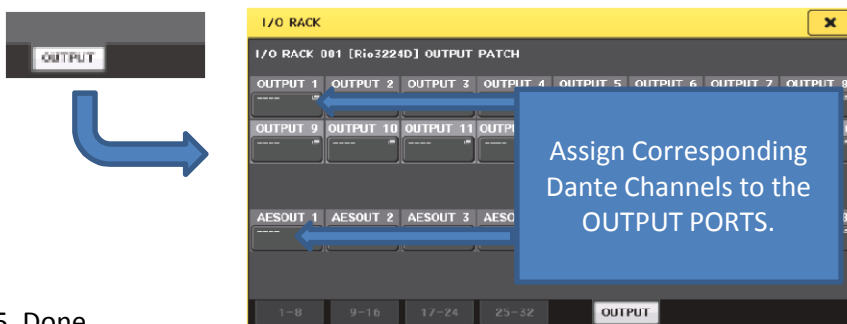 OUTPUT
I/O RACK
I/O RACK 001 [Rio3224D] OUTPUT PATCH
OUTPUT 1 OUTPUT 2 OUTPUT 3 OUTPUT 4 OUTPUT 5 OUTPUT 6 OUTPUT 7 OUTPUT 8
---- 
OUTPUT 9 OUTPUT 10 OUTPUT 11
---- ---- ---- ----
AESOUT 1 AESOUT 2 AESOUT 3
----
Assign Corresponding
Dante Channels to the
OUTPUT PORTS.
1-8 9-16 17-24 25-32 OUTPUT
5. Done